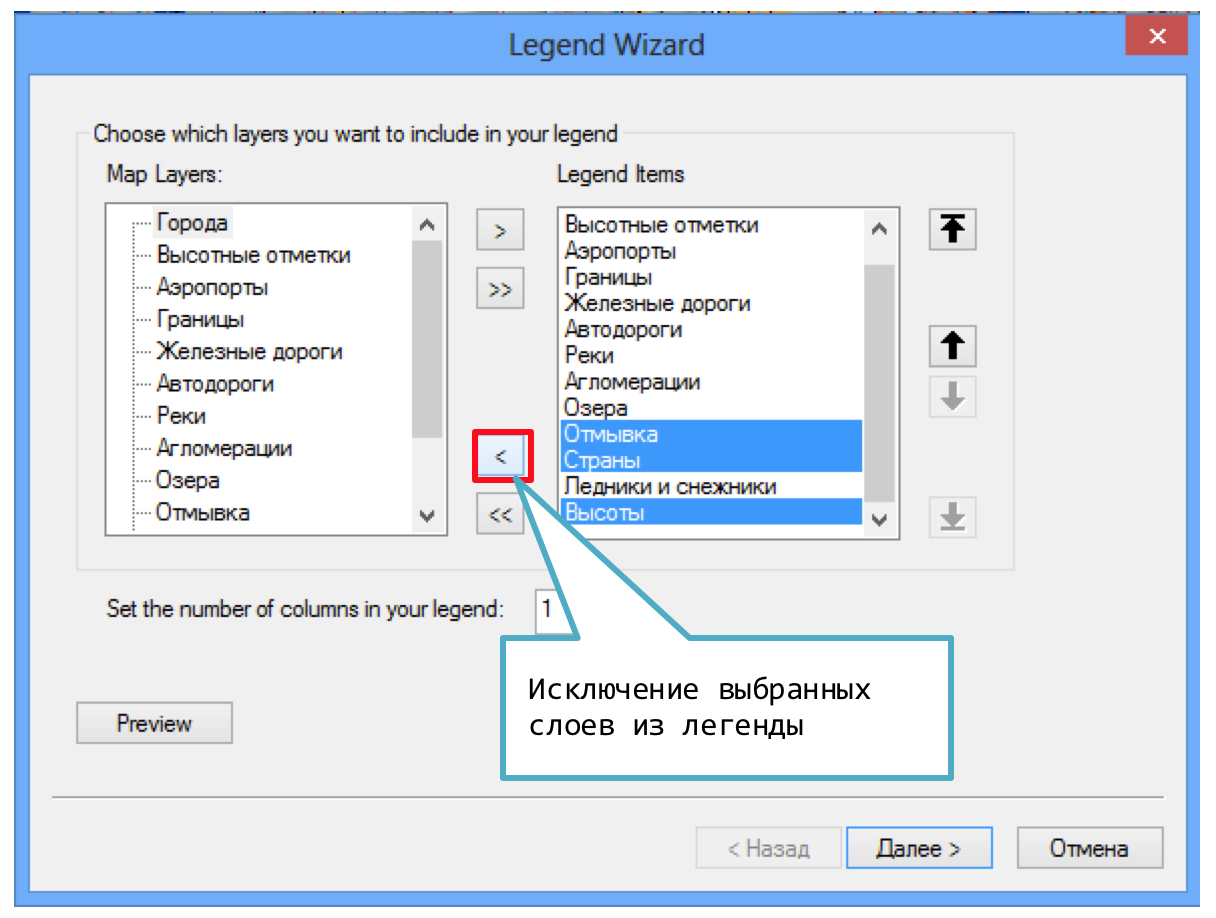 Legend Wizard
Choose which layers you want to include in your legend
Map Layers:
Города
Высотные отметки
Аэропорты
Границы
Железные дороги
Автодороги
Реки
Агломерации
Озера
Отмывка
>
>>
<
<<
Legend Items
Высотные отметки
Аэропорты
Границы
Железные дороги
Автодороги
Реки
Агломерации
Озера
Отмывка
Страны
Ледники и снежники
Высоты
Set the number of columns in your legend:
1
Исключение выбранных
слоев из легенды
Preview
< Назад
Далее >
Отмена